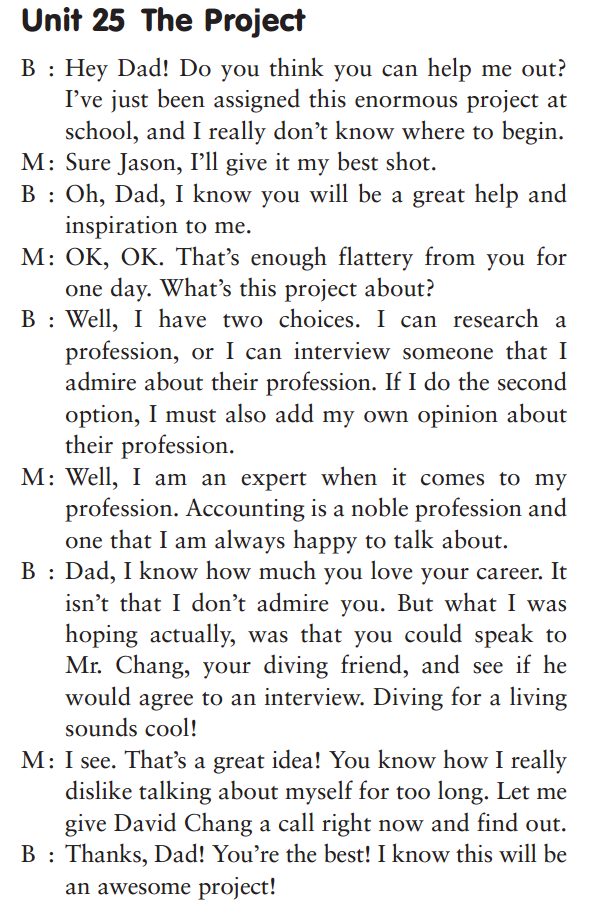 Unit 25 The Project
B : Hey Dad! Do you think you can help me out?
I've just been assigned this enormous project at
school, and I really don't know where to begin.
M : Sure Jason, I'll give it my best shot.
B : Oh, Dad, I know you will be a great help and
inspiration to me.
M : OK, OK. That's enough flattery from you for
one day. What's this project about?
B : Well, I have two choices. I can research a
profession, or I can interview someone that I
admire about their profession. If I do the second
option, I must also add my own opinion about
their profession.
M : Well, I am an expert when it comes to my
profession. Accounting is a noble profession and
one that I am always happy to talk about.
B : Dad, I know how much you love your career. It
isn't that I don't admire you. But what I was
hoping actually, was that you could speak to
Mr. Chang, your diving friend, and see if he
would agree to an interview. Diving for a living
sounds cool!
M : I see. That's a great idea! You know how I really
dislike talking about myself for too long. Let me
give David Chang a call right now and find out.
B : Thanks, Dad! You're the best! I know this will be
an awesome project!